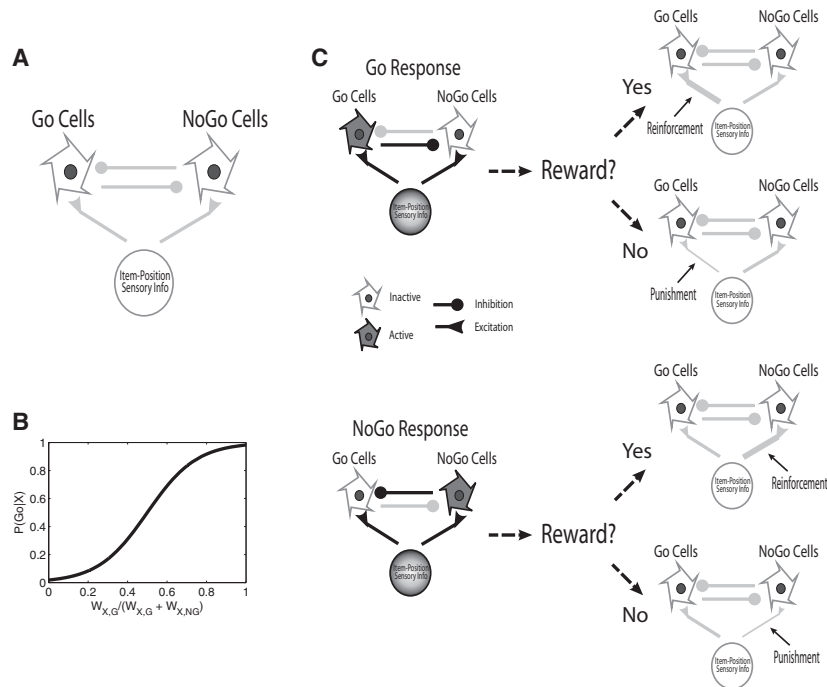 A
Go Cells
NoGo Cells
Item-Position
Sensory Info
B
P(Go|X)
1
0.8
0.6
0.4
0.2
0
0
0.2
0.4
0.6
0.8
1
W_X,G/(W_X,G + W_X,NG)
C
Go Response
Go Cells
NoGo Cells
Item-Position
Sensory Info
Reward?
Yes
No
Go Cells
NoGo Cells
Reinforcement
Item-Position
Sensory Info
Go Cells
NoGo Cells
Punishment
Item-Position
Sensory Info
Inactive
Inhibition
Active
Excitation
NoGo Response
Go Cells
NoGo Cells
Item-Position
Sensory Info
Reward?
Yes
No
Go Cells
NoGo Cells
Item-Position
Sensory Info
Reinforcement
Go Cells
NoGo Cells
Item-Position
Sensory Info
Punishment